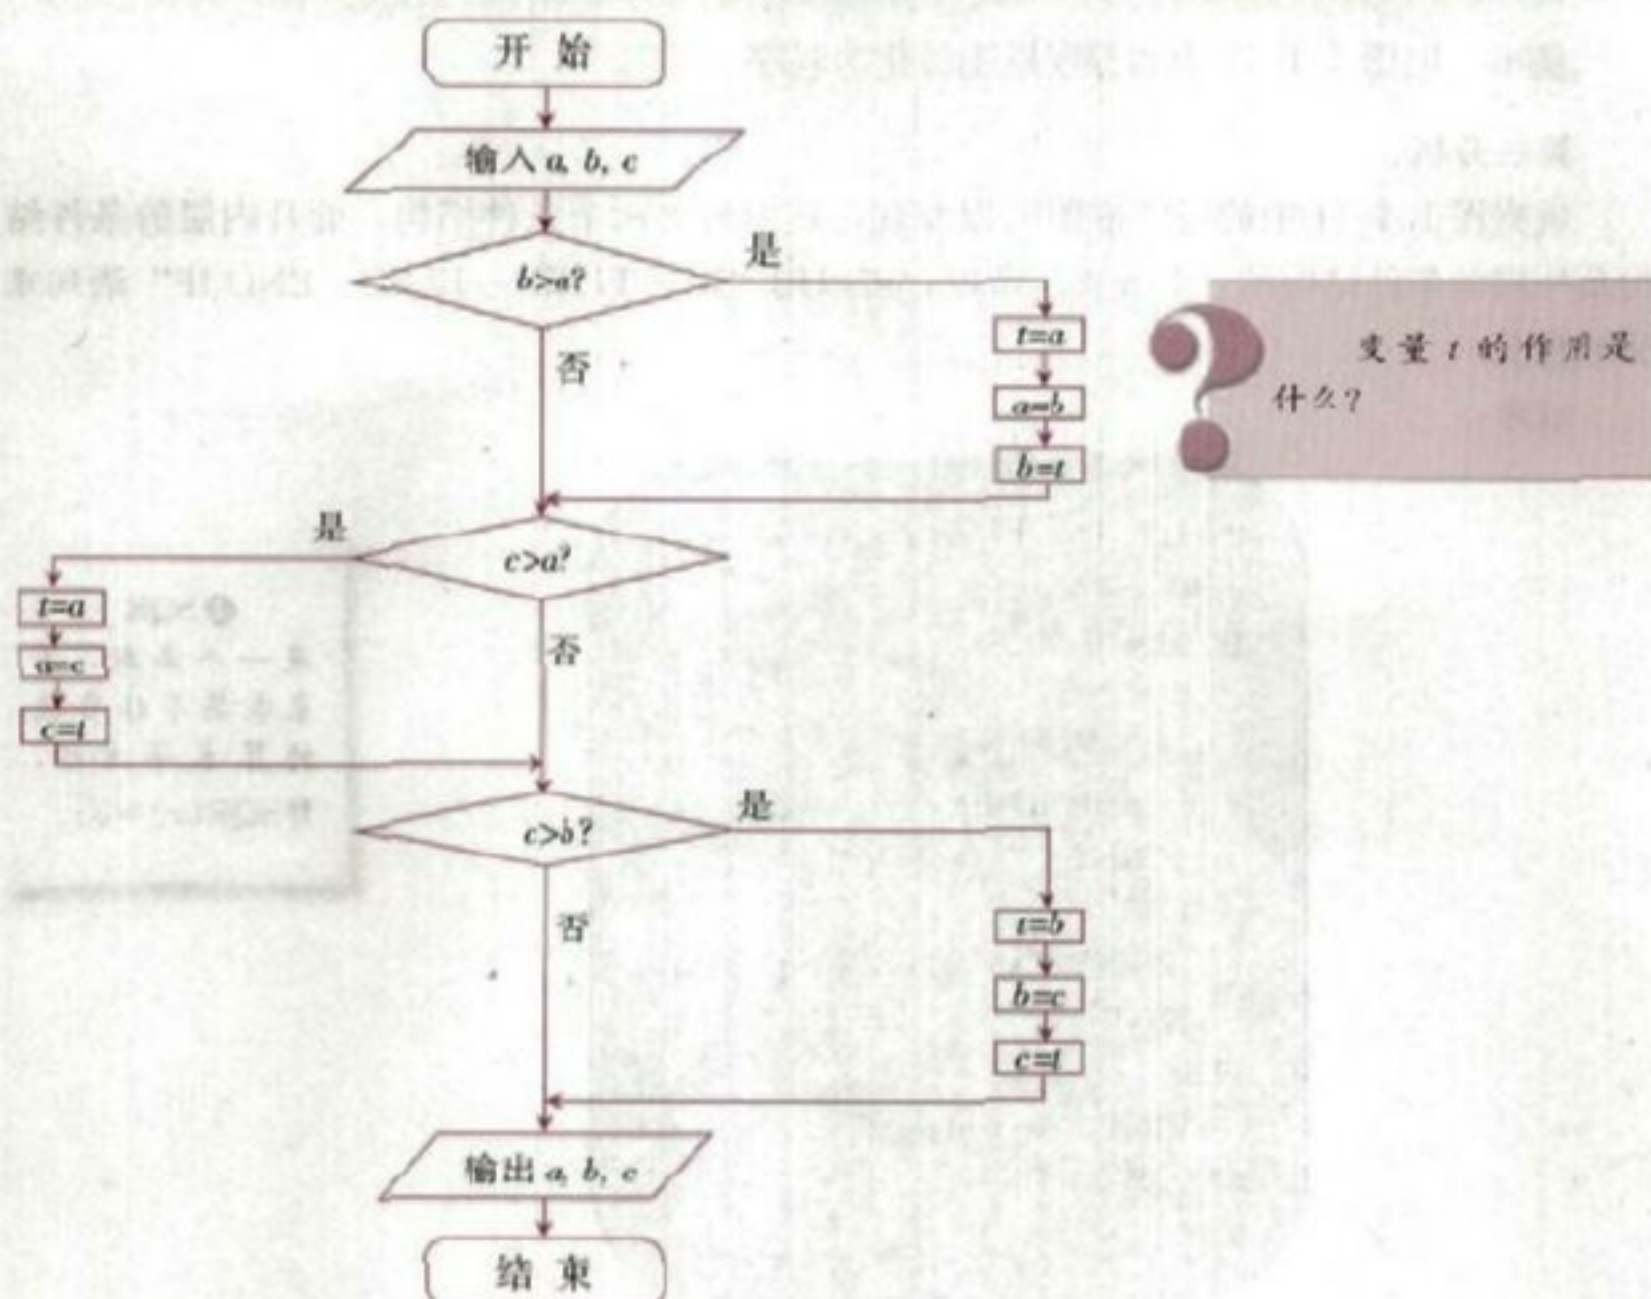 开始
输入 a, b, c
b>a?
是
否
t=a
a=b
b=t
变量 t 的作用是
什么?
c>a?
是
否
t=a
a=c
c=t
c>b?
是
否
t=b
b=c
c=t
输出 a, b, c
结束